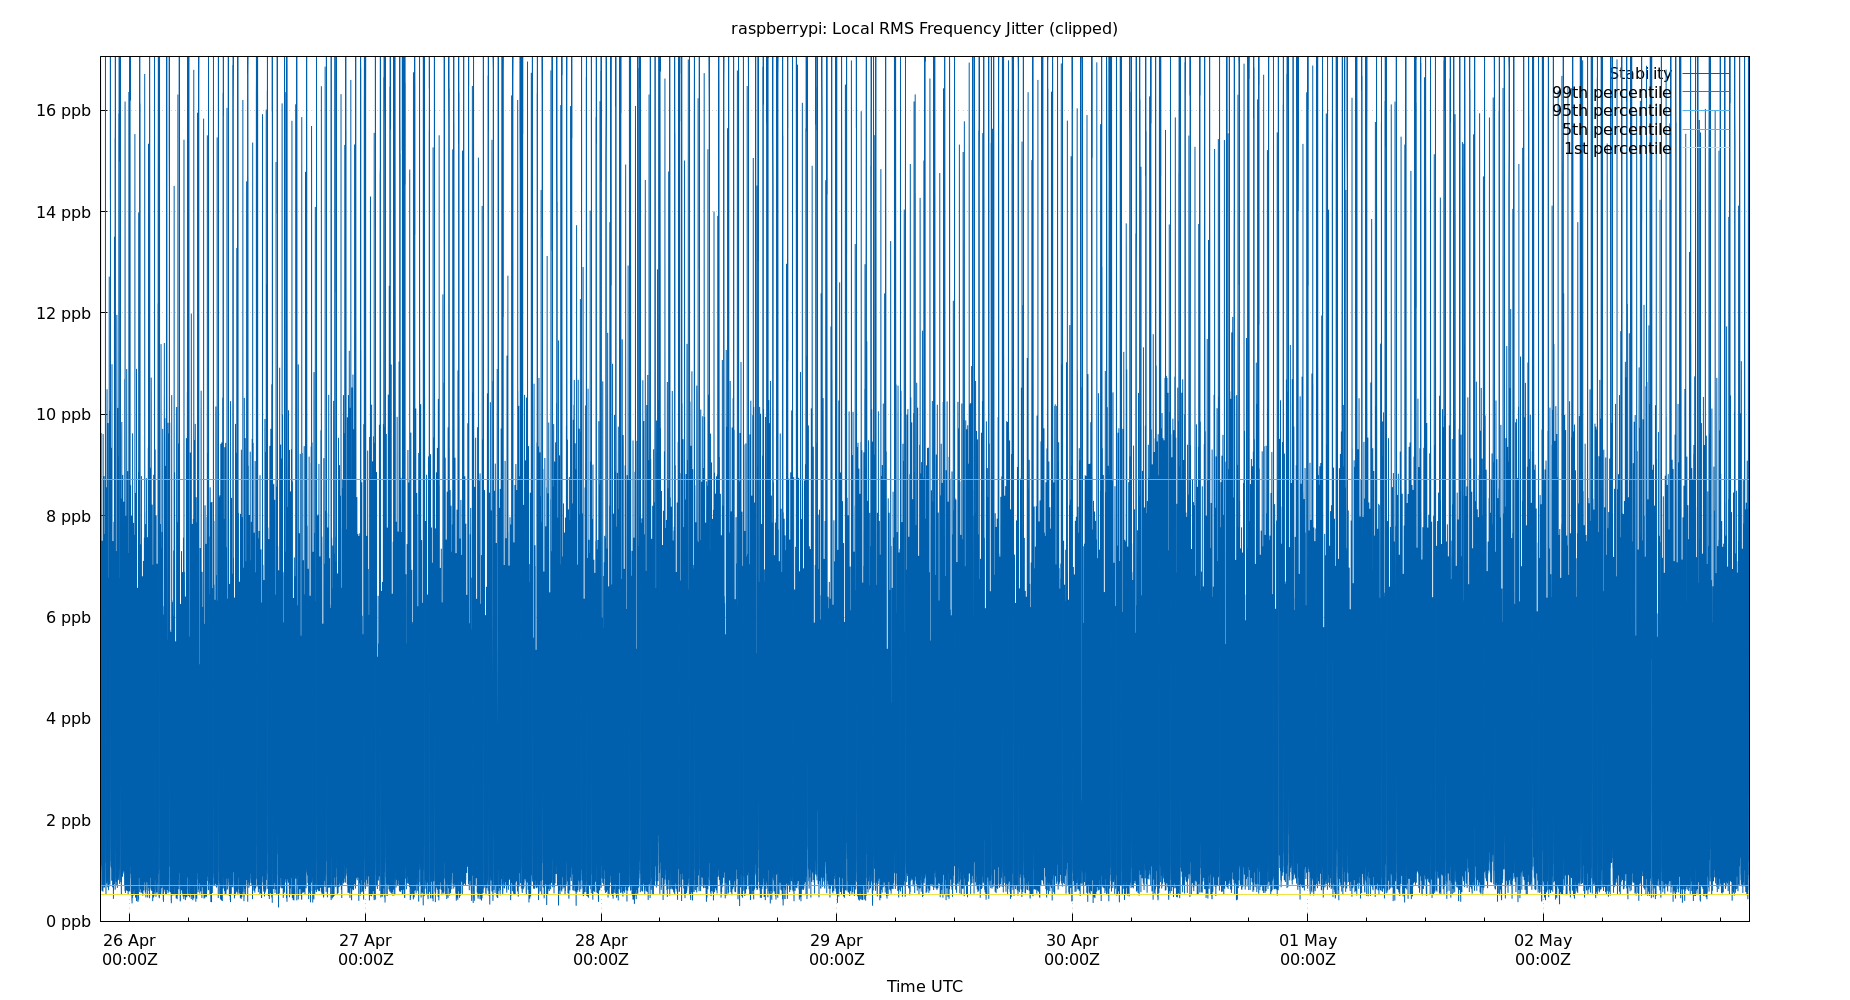 raspberrypi: Local RMS Frequency Jitter (clipped)
Stability
99th percentile
95th percentile
5th percentile
1st percentile
16 ppb
14 ppb
12 ppb
10 ppb
8 ppb
6 ppb
4 ppb
2 ppb
0 ppb
26 Apr 27 Apr 28 Apr 29 Apr 30 Apr 01 May 02 May
00:00Z 00:00Z 00:00Z 00:00Z 00:00Z 00:00Z 00:00Z
Time UTC